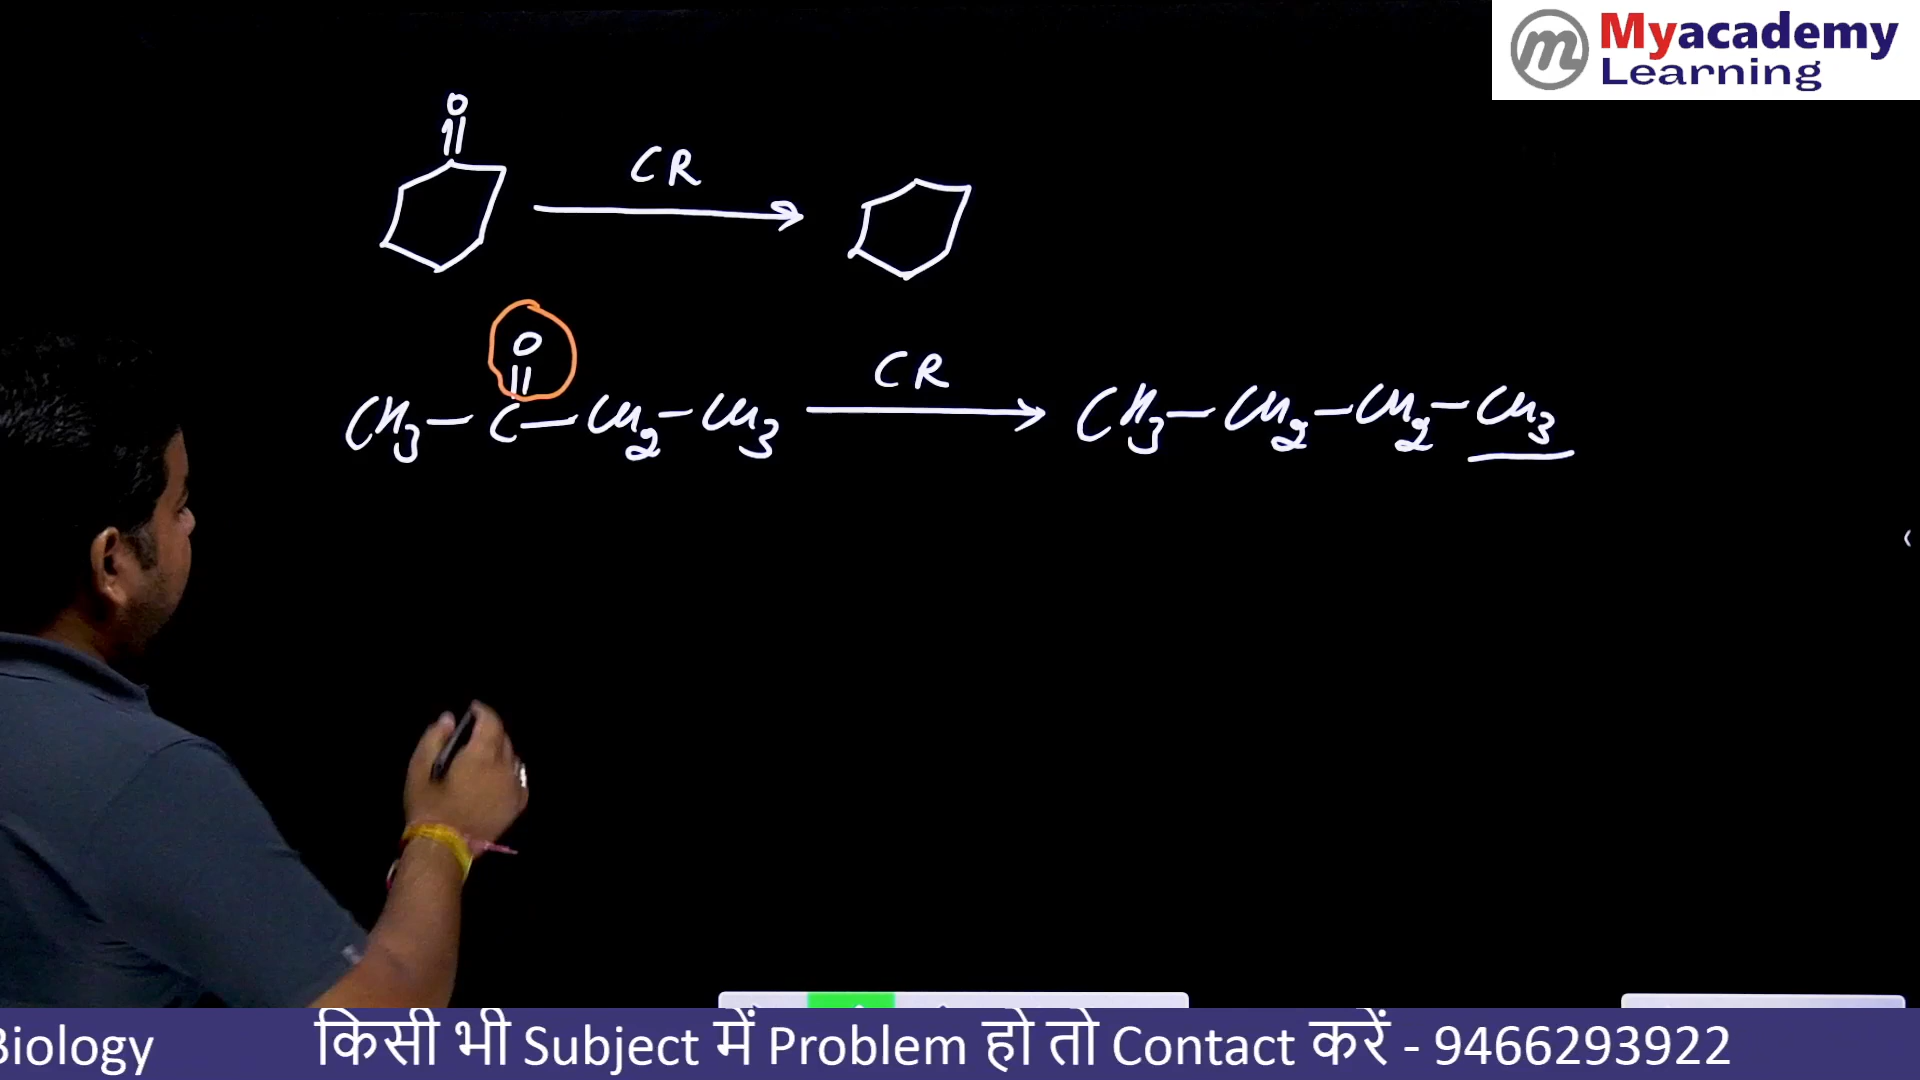 Myacademy
Learning
O
CR
O
CR
CH3-C-CH2-CH3
CH3-CH2-CH2-CH3
Biology किसी भी Subject में Problem हो तो Contact करें - 9466293922